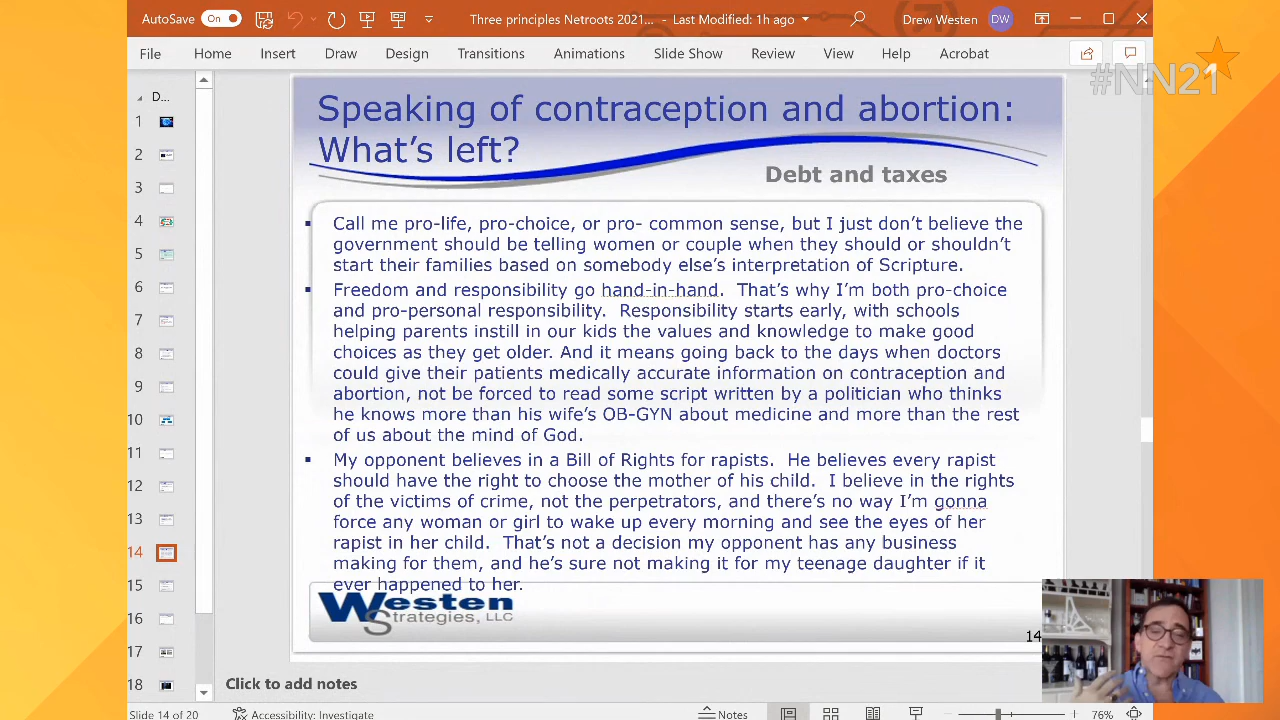 AutoSave On Three principles Netroots 2021... - Last Modified: 1h ago Drew Westen DW
File Home Insert Draw Design Transitions Animations Slide Show Review View Help Acrobat
#NN21
D...
1
2
3
4
5
6
7
8
9
10
11
12
13
14
15
16
17
18
Speaking of contraception and abortion:
What's left?
Debt and taxes
▪ Call me pro-life, pro-choice, or pro- common sense, but I just don't believe the
government should be telling women or couple when they should or shouldn't
start their families based on somebody else's interpretation of Scripture.
▪ Freedom and responsibility go hand-in-hand. That's why I'm both pro-choice
and pro-personal responsibility. Responsibility starts early, with schools
helping parents instill in our kids the values and knowledge to make good
choices as they get older. And it means going back to the days when doctors
could give their patients medically accurate information on contraception and
abortion, not be forced to read some script written by a politician who thinks
he knows more than his wife's OB-GYN about medicine and more than the rest
of us about the mind of God.
▪ My opponent believes in a Bill of Rights for rapists. He believes every rapist
should have the right to choose the mother of his child. I believe in the rights
of the victims of crime, not the perpetrators, and there's no way I'm gonna
force any woman or girl to wake up every morning and see the eyes of her
rapist in her child. That's not a decision my opponent has any business
making for them, and he's sure not making it for my teenage daughter if it
ever happened to her.
Westen
Strategies, LLC
14
Click to add notes
Slide 14 of 20 Accessibility: Investigate Notes 76%